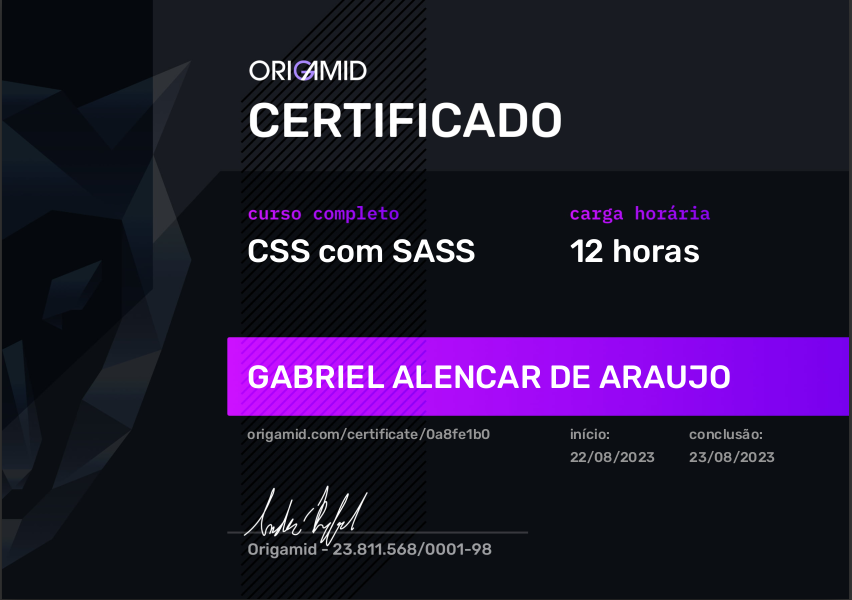 ORIGAMID
CERTIFICADO
curso completo
CSS com SASS
carga horária
12 horas
GABRIEL ALENCAR DE ARAUJO
origamid.com/certificate/0a8fe1b0
início:
22/08/2023
conclusão:
23/08/2023
Origamid - 23.811.568/0001-98